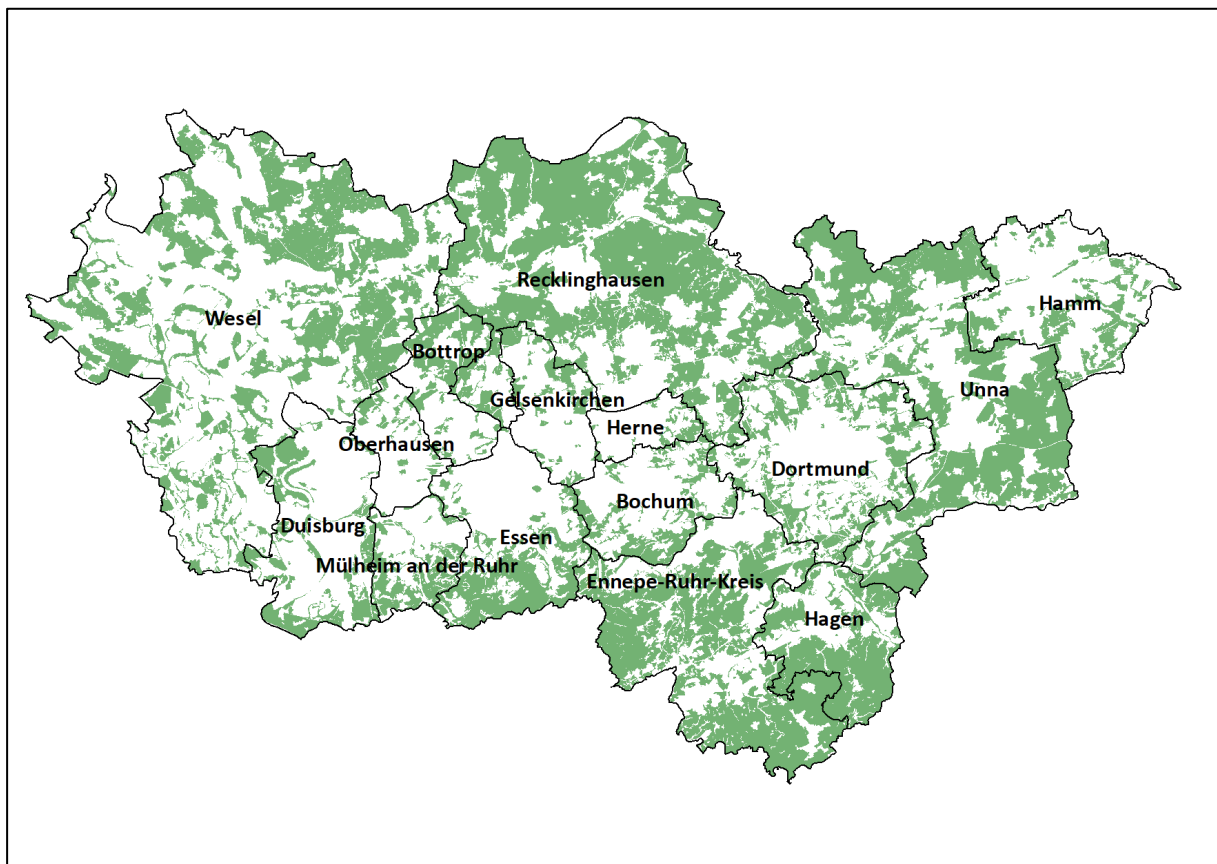 Recklinghausen
Hamm
Wesel
Bottrop
Unna
Gelsenkirchen
Herne
Oberhausen
Dortmund
Bochum
Duisburg
Essen
Mülheim an der Ruhr
Ennepe-Ruhr-Kreis
Hagen